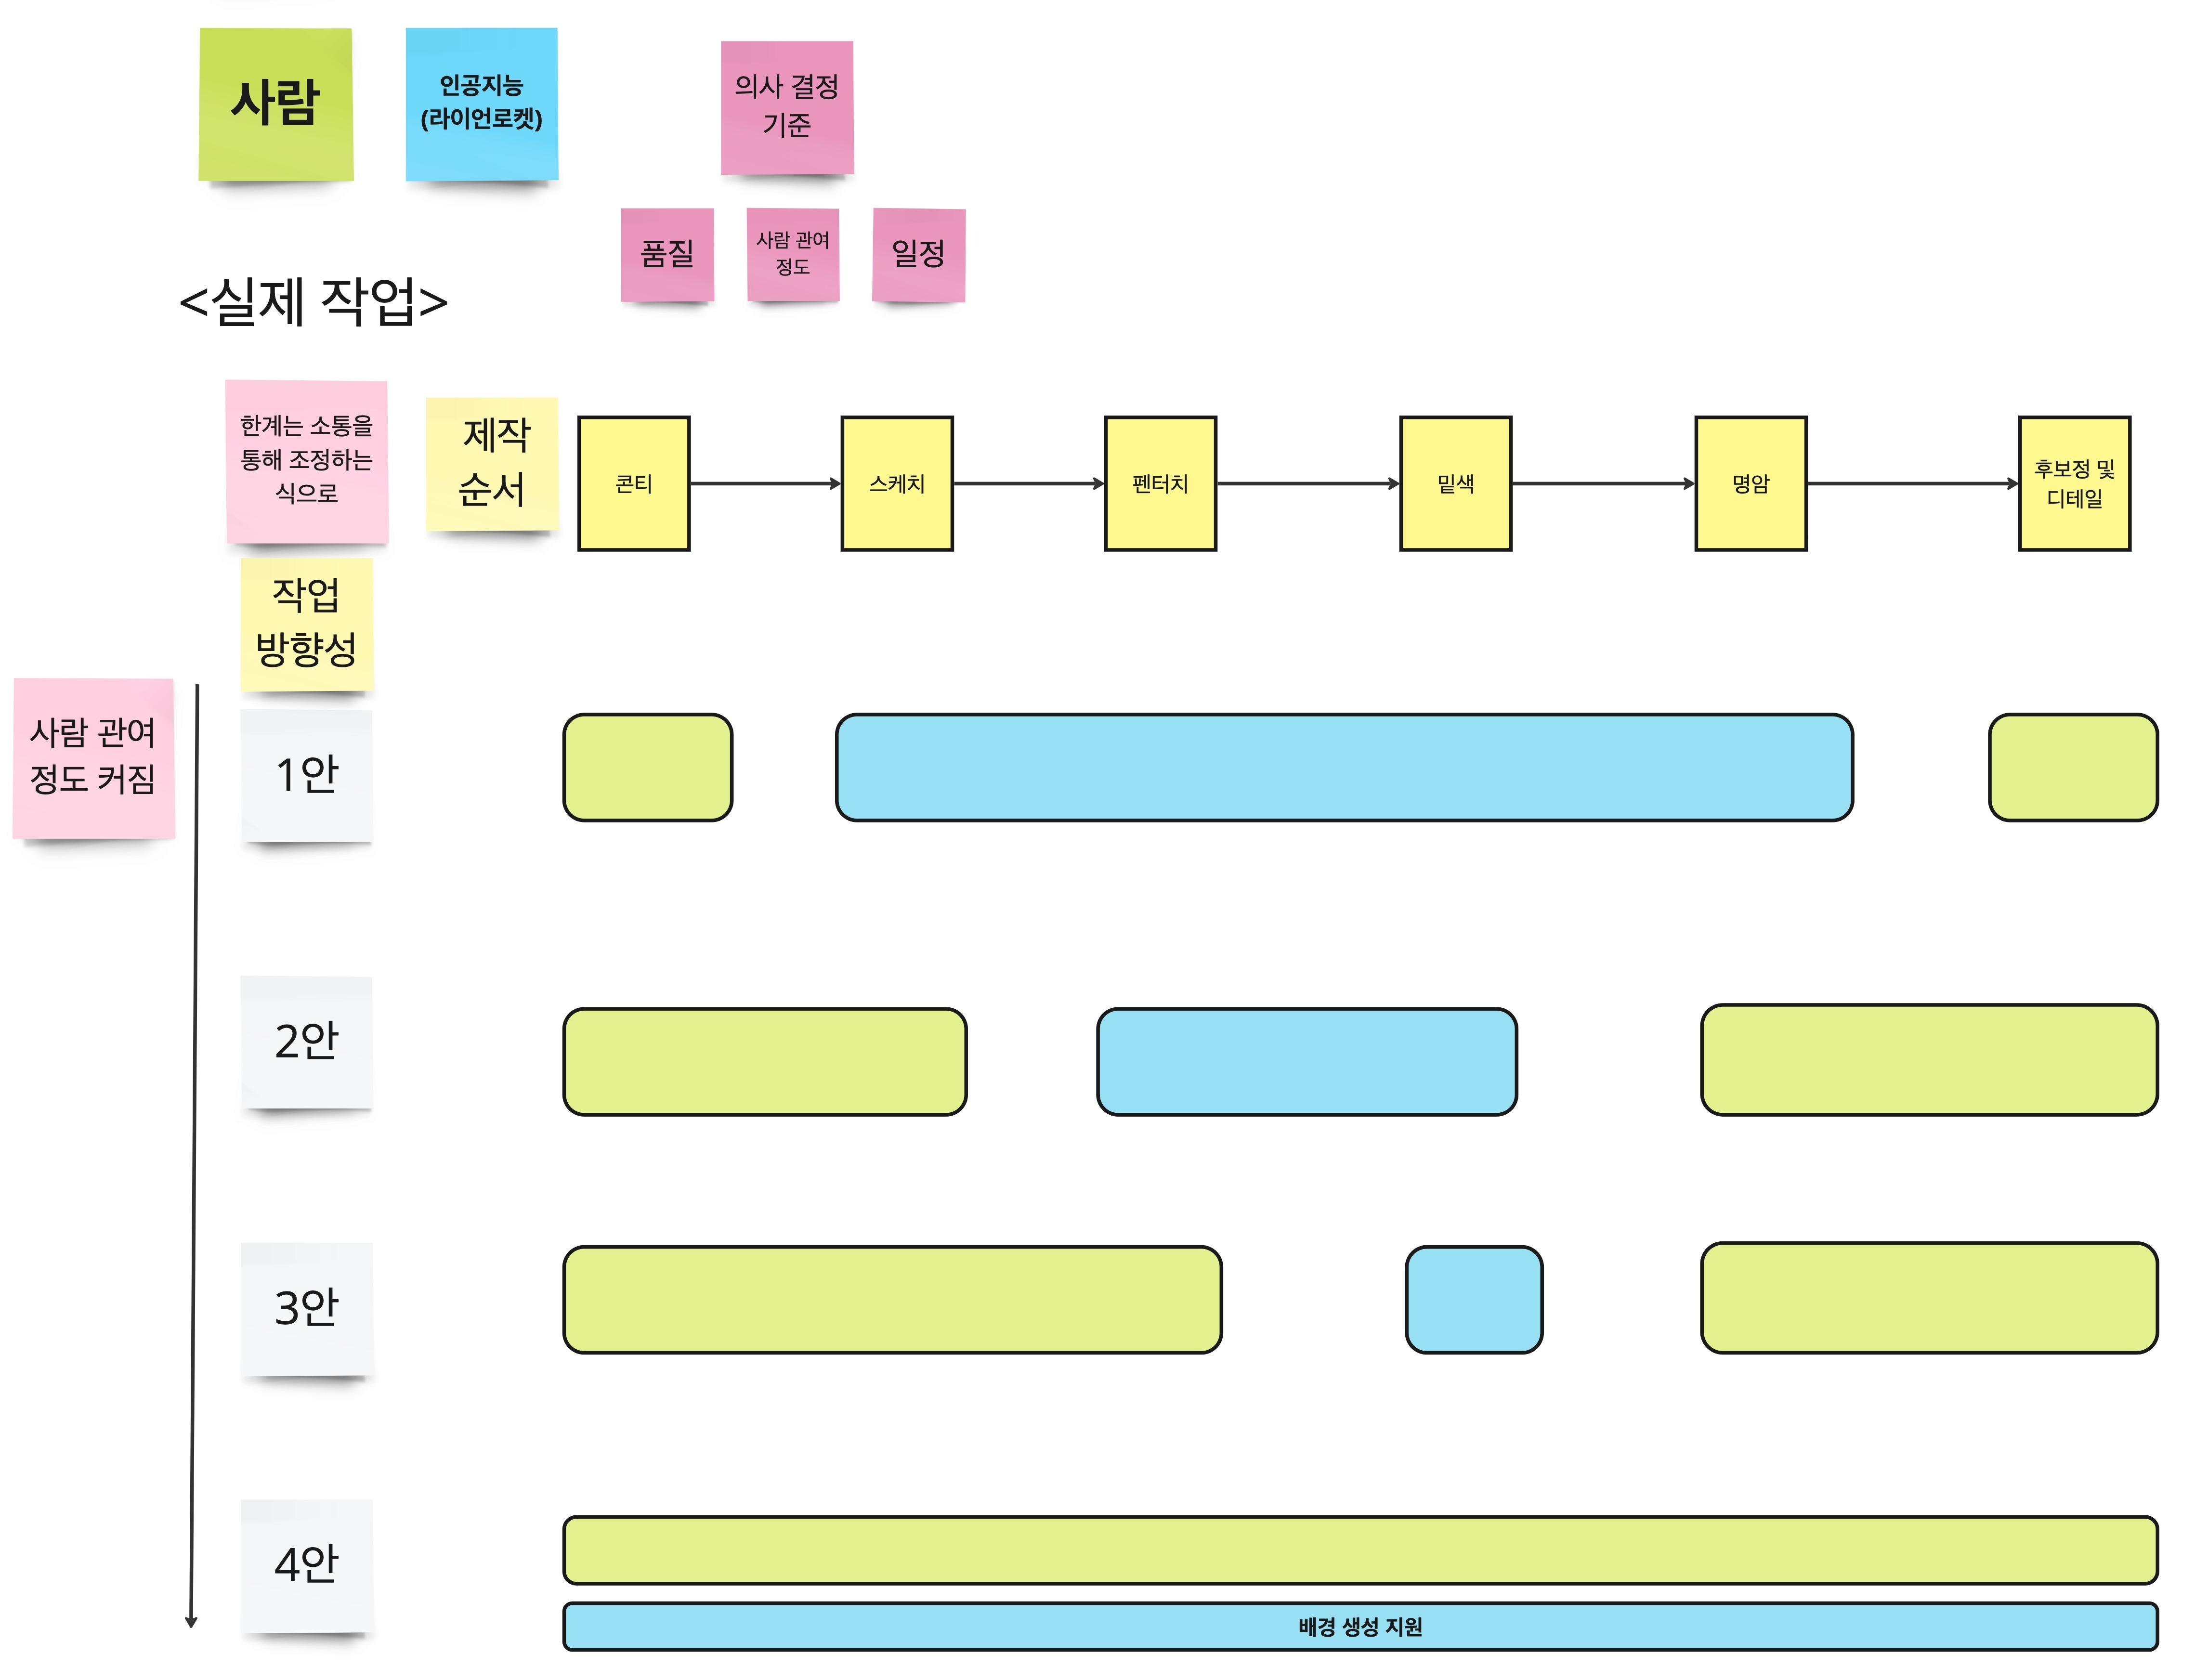 사람
인공지능
(라이언로켓)
의사 결정
기준
품질
사람 관여
정도
일정
<실제 작업>
한계는 소통을
통해 조정하는
식으로
제작
순서
콘티
스케치
펜터치
밑색
명암
후보정 및
디테일
작업
방향성
사람 관여
정도 커짐
1안
2안
3안
4안
배경 생성 지원